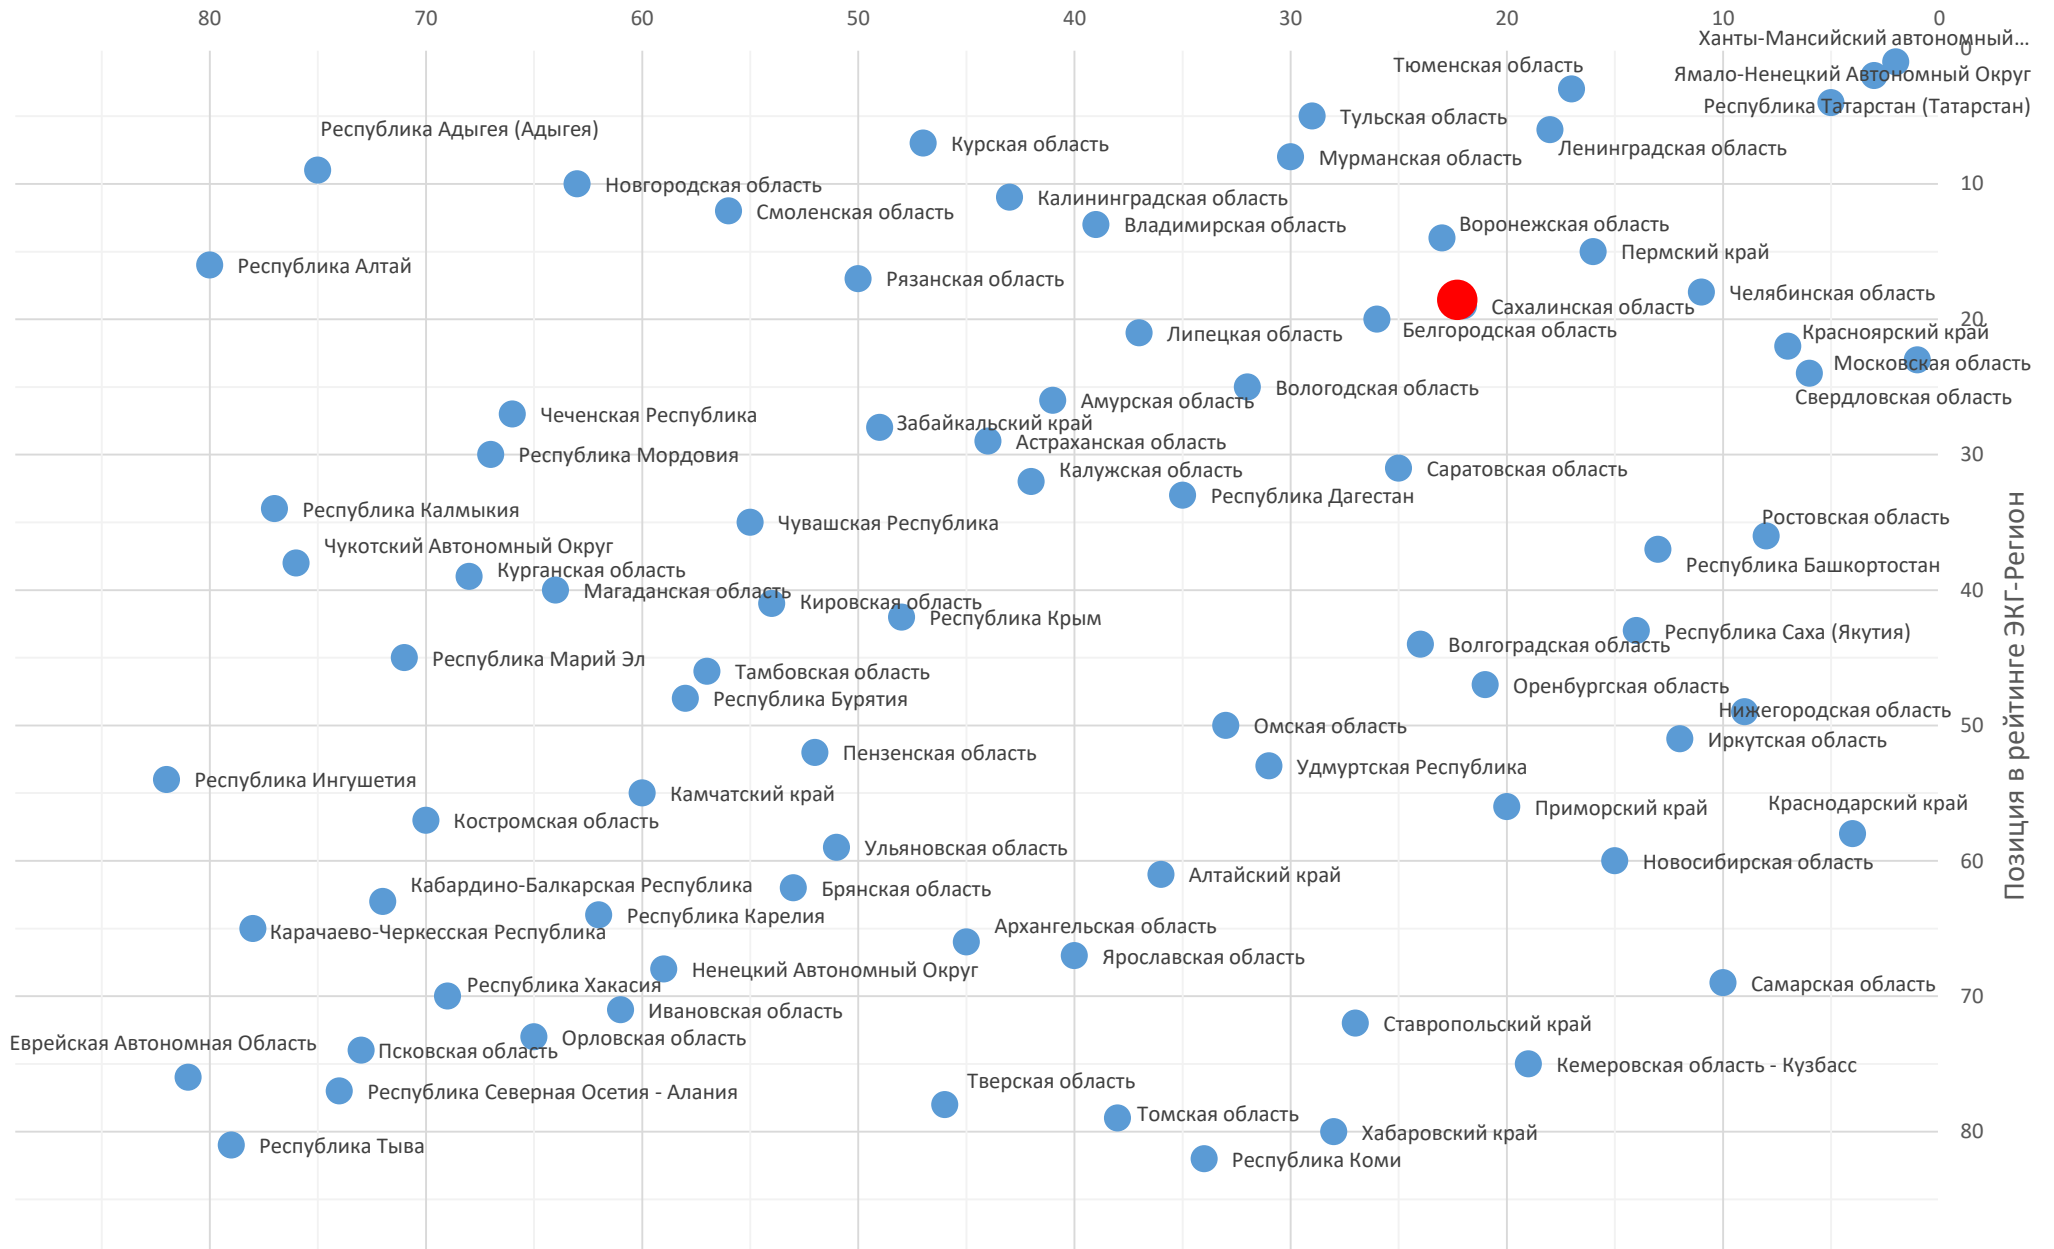 80 70 60 50 40 30 20 10 0
Ханты-Мансийский автономный...
0
Тюменская область
Ямало-Ненецкий Автономный Округ
Республика Татарстан (Татарстан)
Тульская область
Республика Адыгея (Адыгея)
Курская область
Ленинградская область
Мурманская область
10
Новгородская область
Калининградская область
Смоленская область
Владимирская область
Воронежская область
Пермский край
Республика Алтай
Рязанская область
Челябинская область
Сахалинская область
20
Белгородская область
Красноярский край
Липецкая область
Московская область
Вологодская область
Свердловская область
Амурская область
Чеченская Республика
Забайкальский край
Астраханская область
30
Республика Мордовия
Калужская область
Саратовская область
Республика Дагестан
Республика Калмыкия
Ростовская область
Чувашская Республика
Чукотский Автономный Округ
Республика Башкортостан
Курганская область
40
Магаданская область
Кировская область
Республика Крым
Республика Саха (Якутия)
Волгоградская область
Республика Марий Эл
Тамбовская область
Оренбургская область
Республика Бурятия
Нижегородская область
50
Омская область
Иркутская область
Пензенская область
Удмуртская Республика
Республика Ингушетия
Камчатский край
Краснодарский край
Приморский край
Костромская область
Ульяновская область
60
Новосибирская область
Алтайский край
Кабардино-Балкарская Республика
Брянская область
Республика Карелия
Архангельская область
Карачаево-Черкесская Республика
Ярославская область
Ненецкий Автономный Округ
Республика Хакасия
Самарская область
70
Ивановская область
Ставропольский край
Орловская область
Еврейская Автономная Область
Псковская область
Кемеровская область - Кузбасс
Тверская область
Республика Северная Осетия - Алания
Томская область
80
Хабаровский край
Республика Тыва
Республика Коми
Позиция в рейтинге ЭКГ-Регион